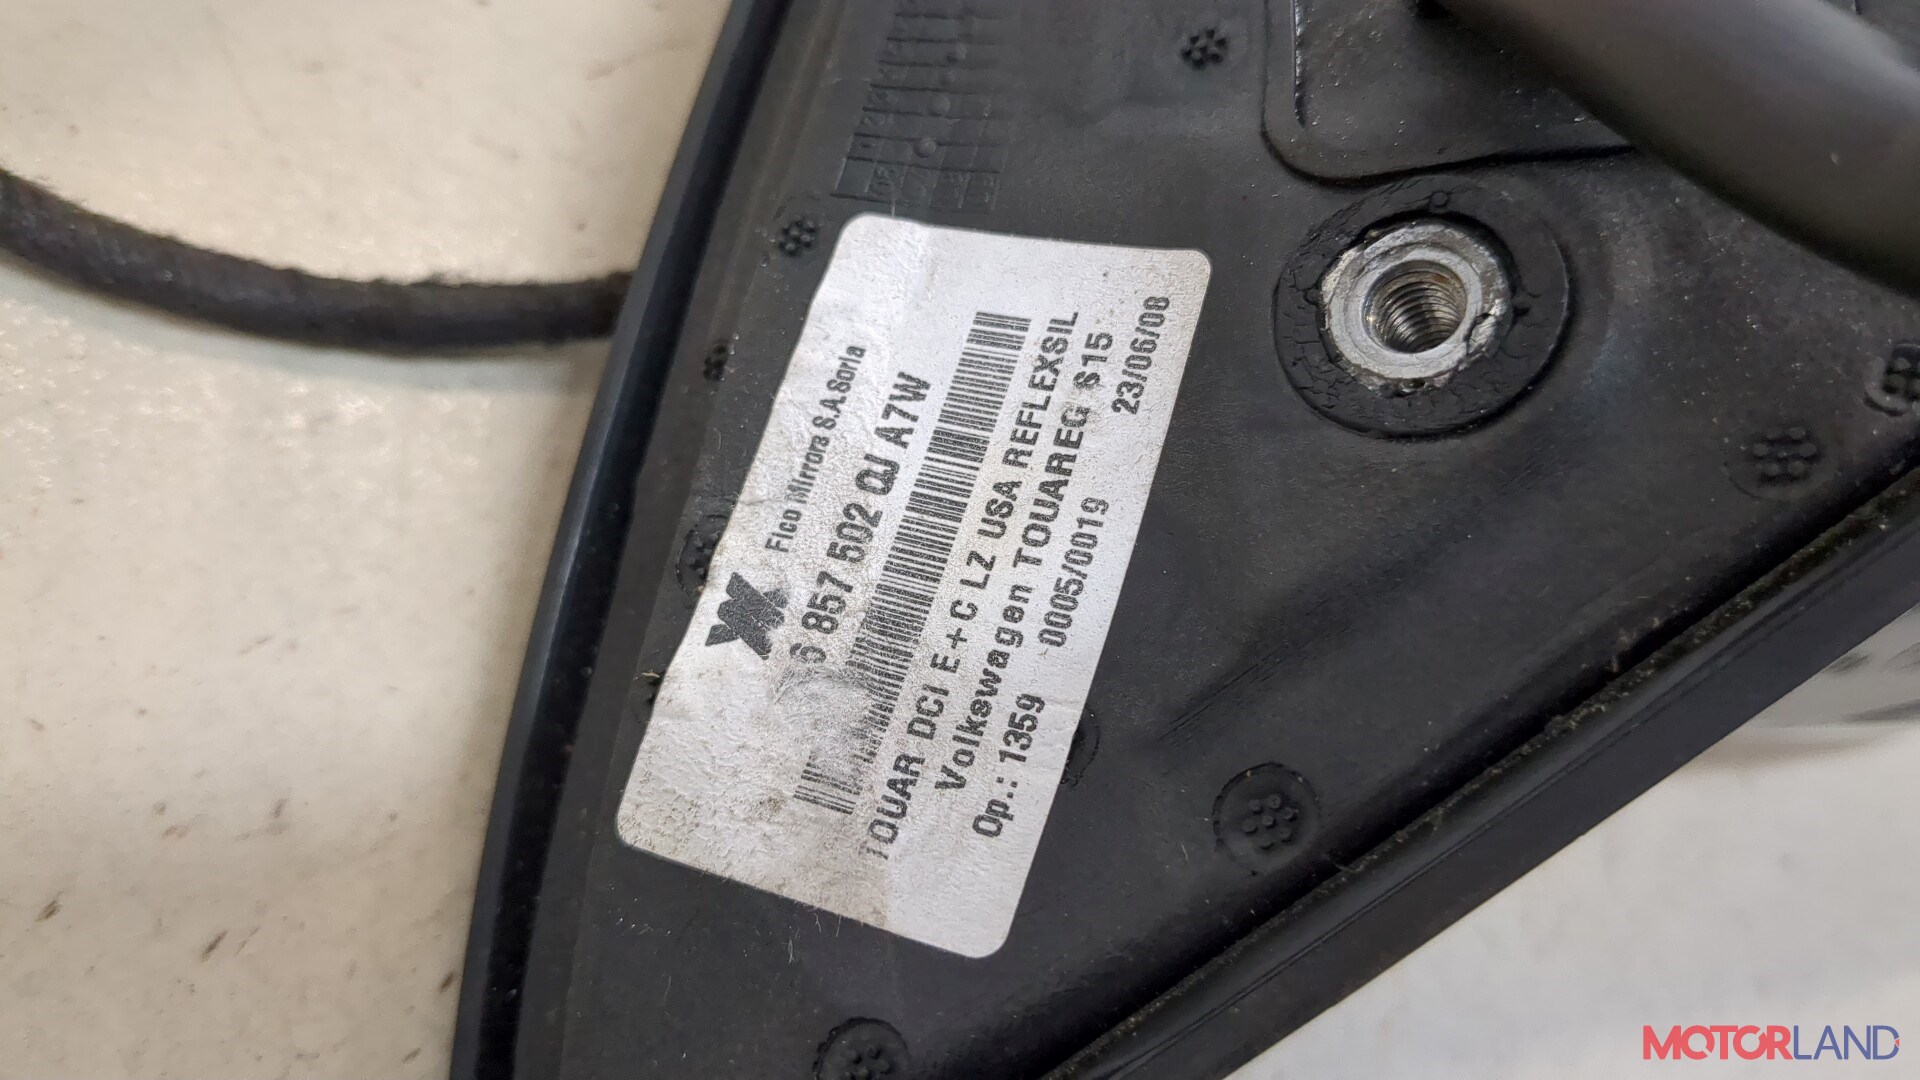 Fico Mirrors S.A.Soria
6 857 502 QJ A7W
TOUAR DCI E+C LZ USA REFLEXSIL
Volkswagen TOUAREG S15
Op.: 1359 0005/0019 23/06/08
MOTORLAND